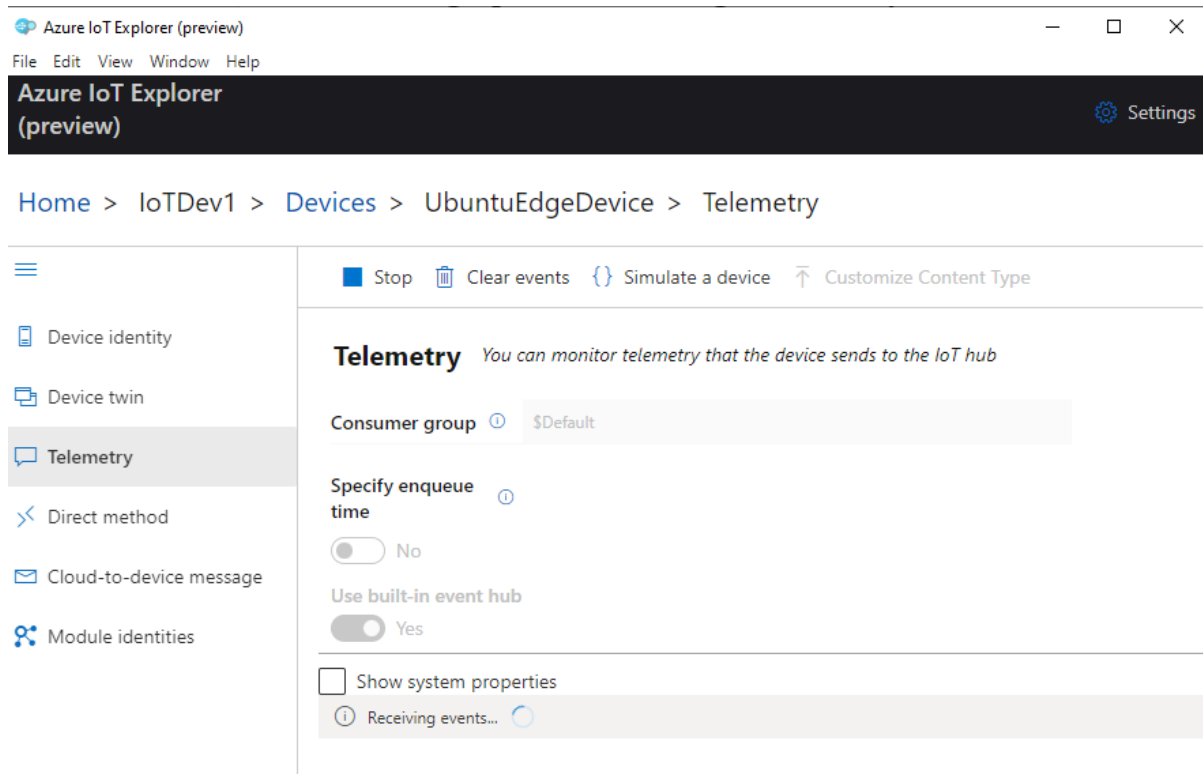 Azure IoT Explorer (preview)
File Edit View Window Help
Azure IoT Explorer
(preview)
Settings
Home > IoTDev1 > Devices > UbuntuEdgeDevice > Telemetry
Stop Clear events {} Simulate a device Customize Content Type
Device identity
Device twin
Telemetry
Direct method
Cloud-to-device message
Module identities
Telemetry You can monitor telemetry that the device sends to the IoT hub
Consumer group $Default
Specify enqueue
time
No
Use built-in event hub
Yes
Show system properties
Receiving events...